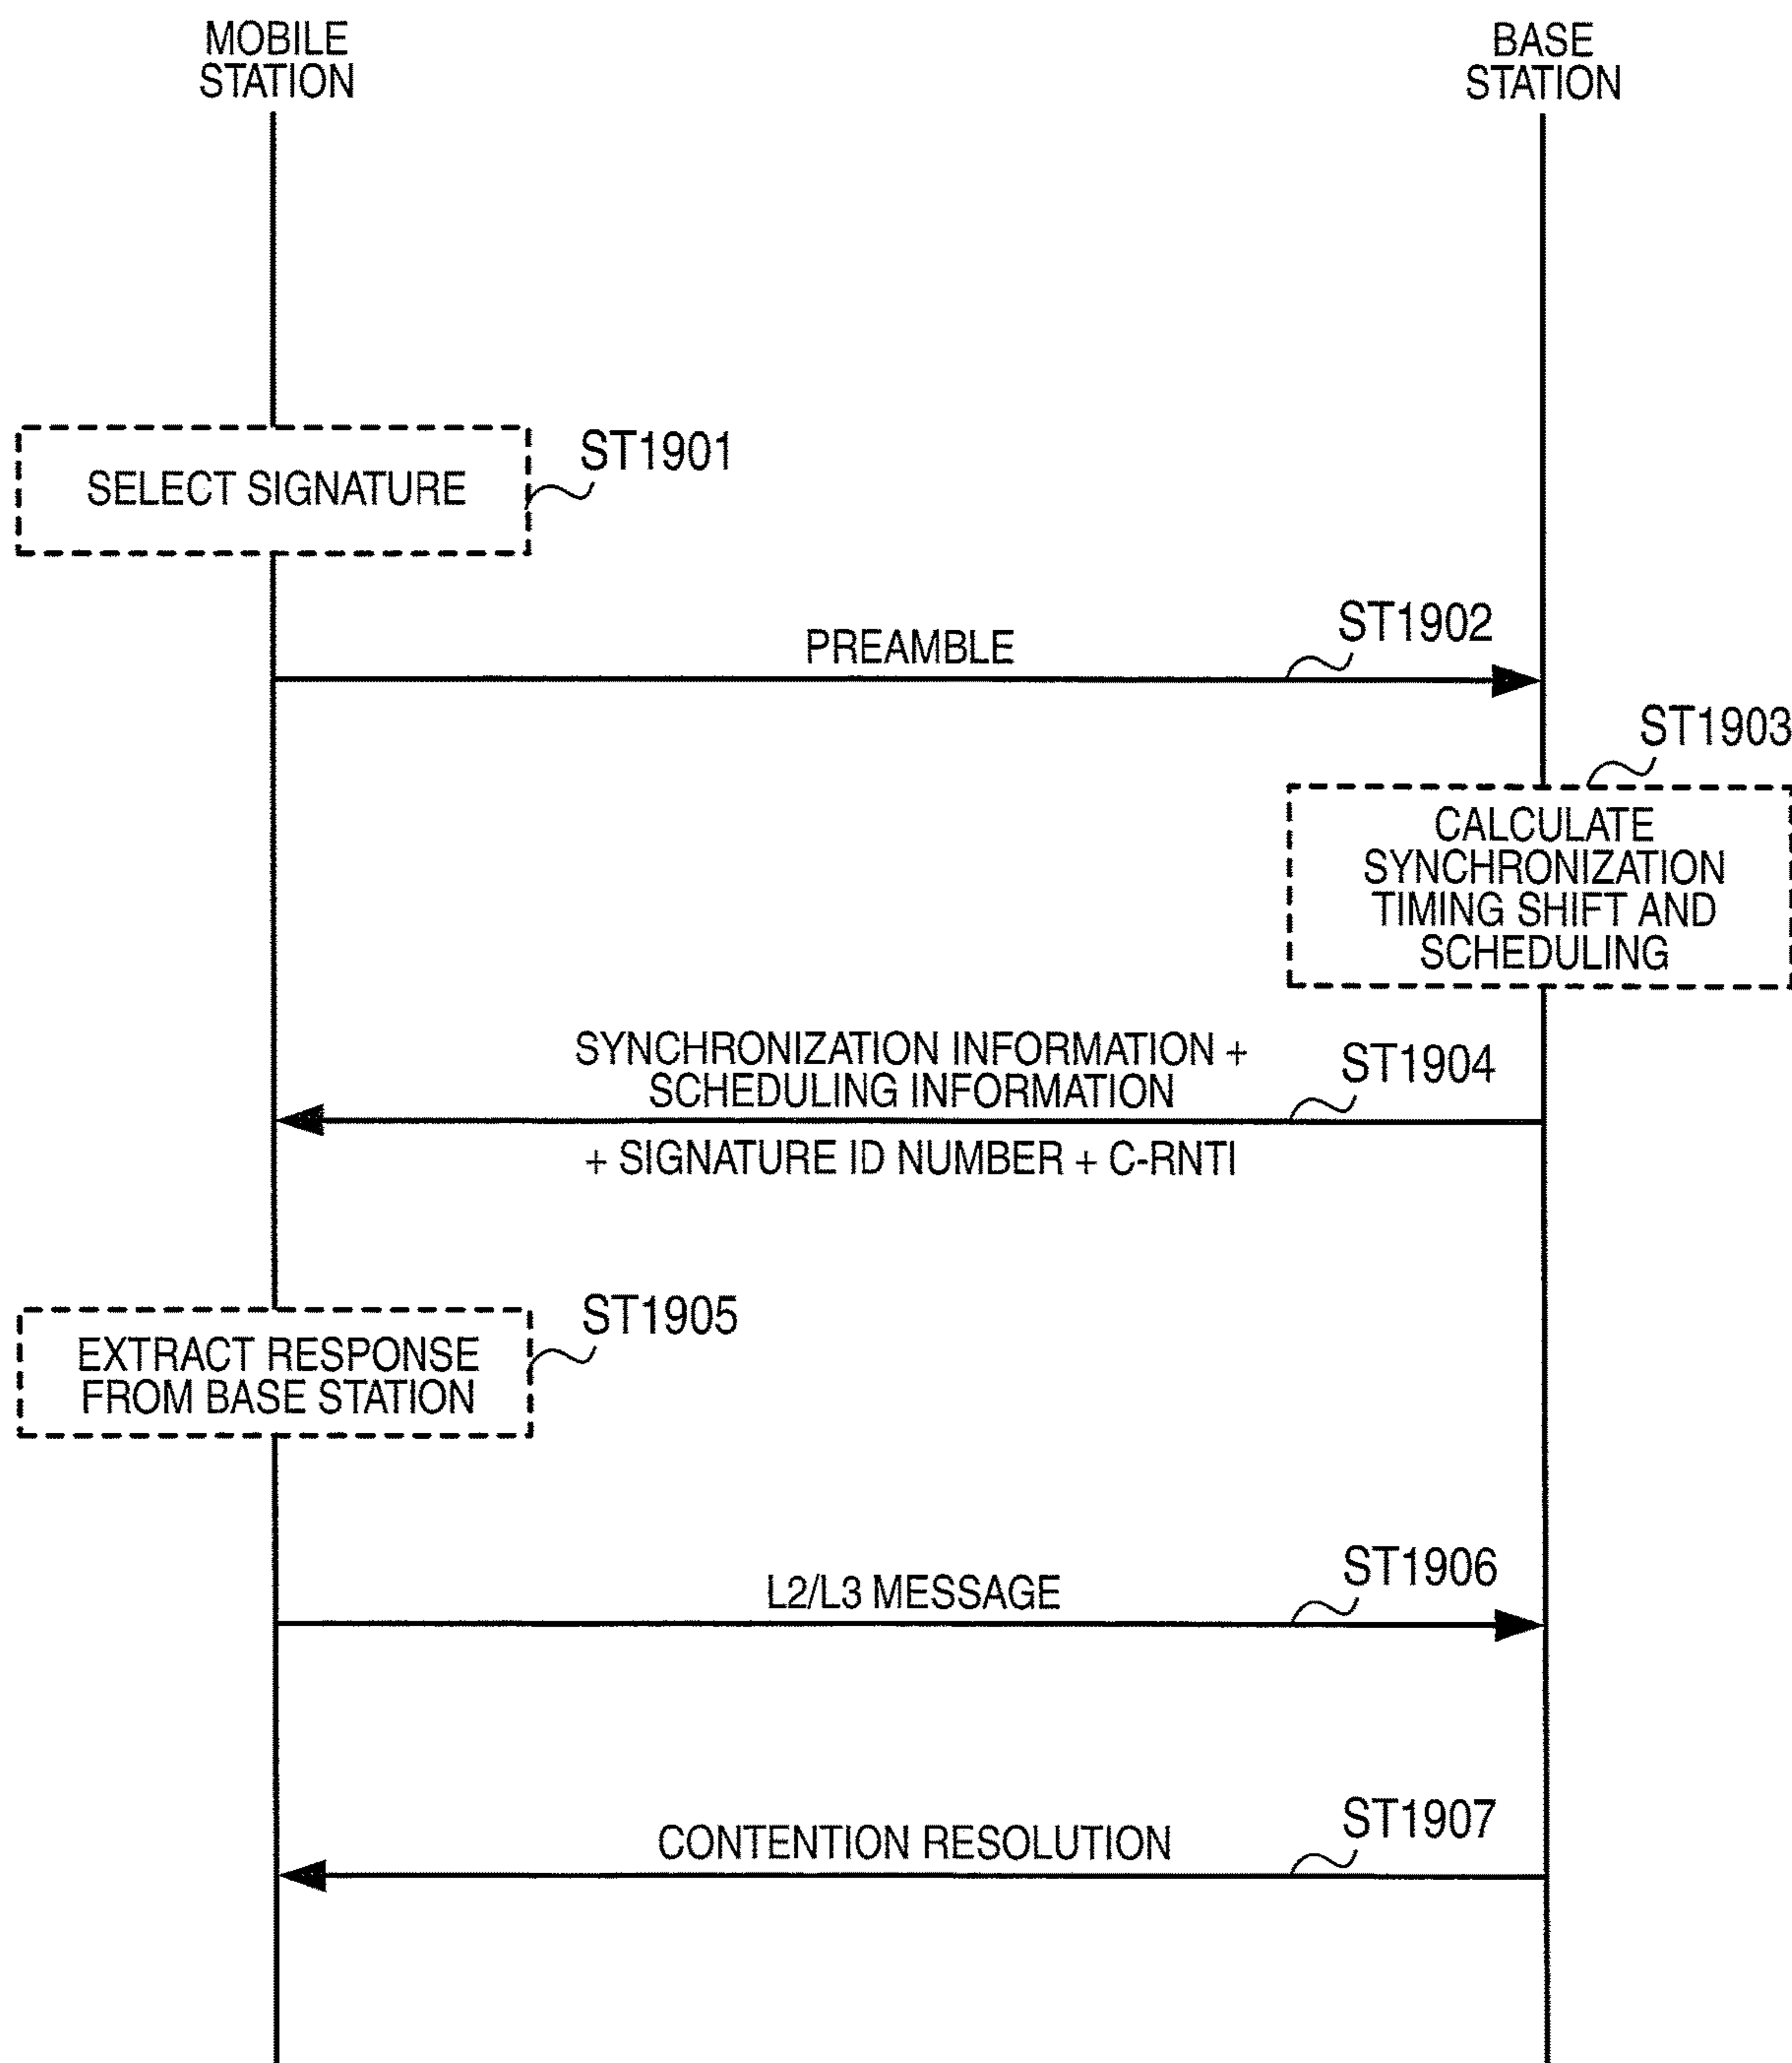 MOBILE
STATION
BASE
STATION
SELECT SIGNATURE
ST1901
PREAMBLE
ST1902
ST1903
CALCULATE
SYNCHRONIZATION
TIMING SHIFT AND
SCHEDULING
SYNCHRONIZATION INFORMATION +
SCHEDULING INFORMATION
ST1904
+ SIGNATURE ID NUMBER + C-RNTI
EXTRACT RESPONSE
FROM BASE STATION
ST1905
L2/L3 MESSAGE
ST1906
CONTENTION RESOLUTION
ST1907